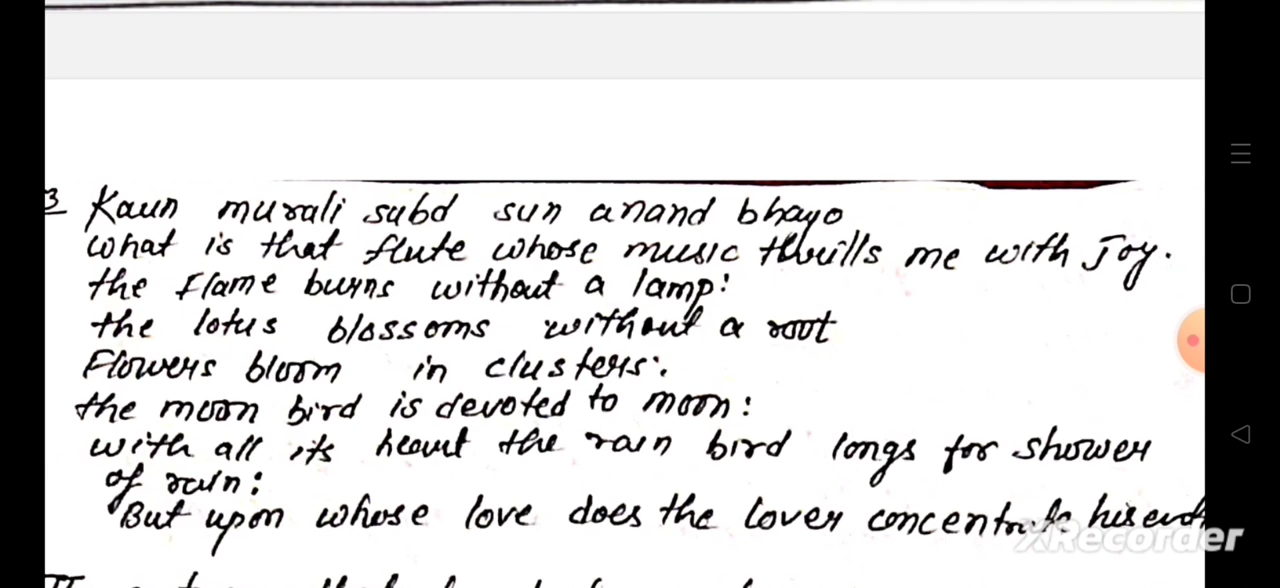 3 Kaun murali subd sun anand bhayo
what is that flute whose music thrills me with Joy.
the flame burns without a lamp:
the lotus blossoms without a root
Flowers bloom in clusters:
the moon bird is devoted to moon:
with all its heart the rain bird longs for shower
of rain:
But upon whose love does the lover concentrate his
XRecorder